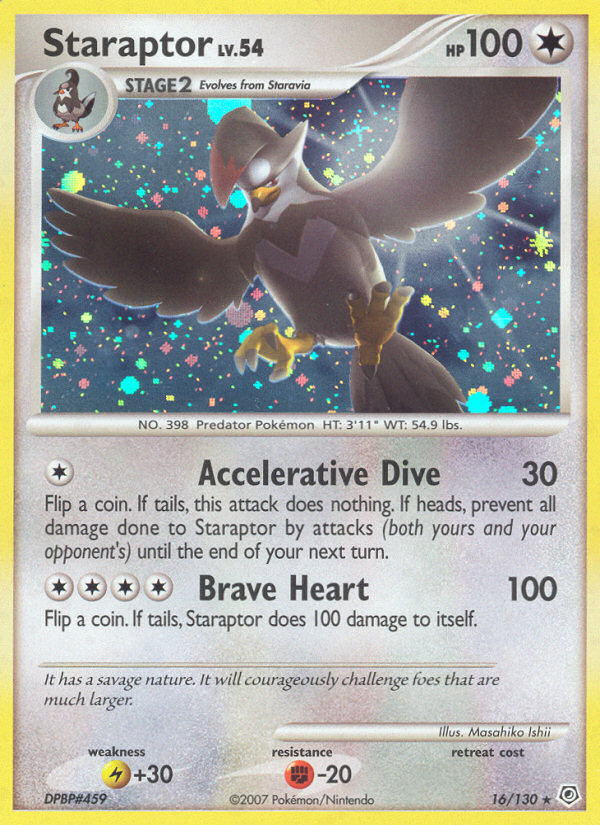 Staraptor LV.54 HP 100
STAGE2 Evolves from Staravia
NO. 398 Predator Pokémon HT: 3'11" WT: 54.9 lbs.
Accelerative Dive 30
Flip a coin. If tails, this attack does nothing. If heads, prevent all
damage done to Staraptor by attacks (both yours and your
opponent's) until the end of your next turn.
Brave Heart 100
Flip a coin. If tails, Staraptor does 100 damage to itself.
It has a savage nature. It will courageously challenge foes that are
much larger.
Illus. Masahiko Ishii
weakness resistance retreat cost
+30 -20
DPBP#459 ©2007 Pokémon/Nintendo 16/130 ★